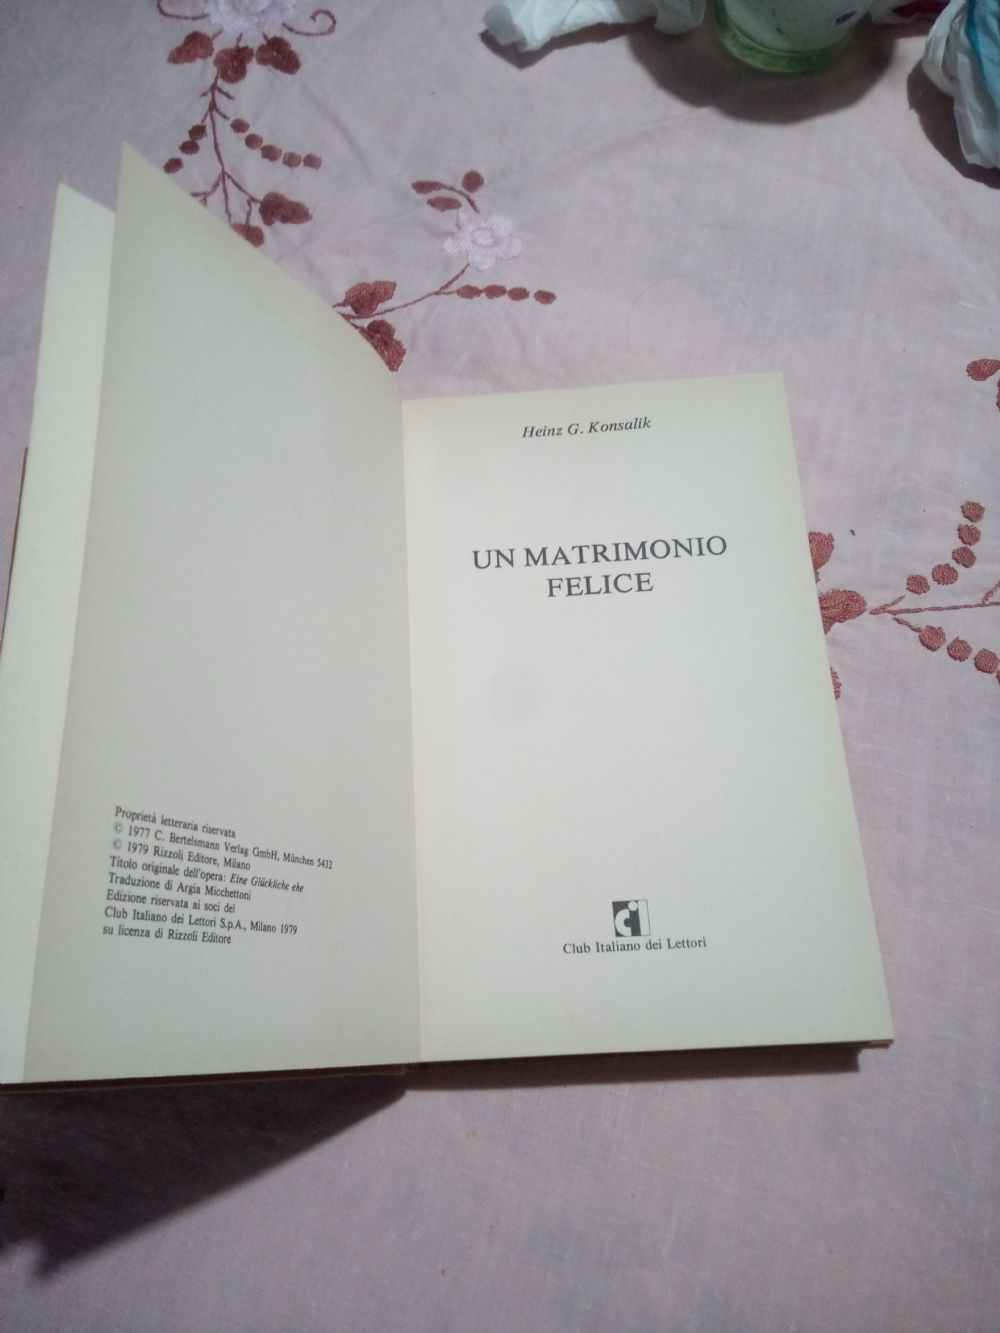 Proprietà letteraria riservata
© 1977 C. Bertelsmann Verlag GmbH, München 5432
© 1979 Rizzoli Editore, Milano
Titolo originale dell'opera: Eine Glückliche ehe
Traduzione di Argia Micchettoni
Edizione riservata ai soci del
Club Italiano dei Lettori S.p.A., Milano 1979
su licenza di Rizzoli Editore
Heinz G. Konsalik
UN MATRIMONIO
FELICE
Club Italiano dei Lettori